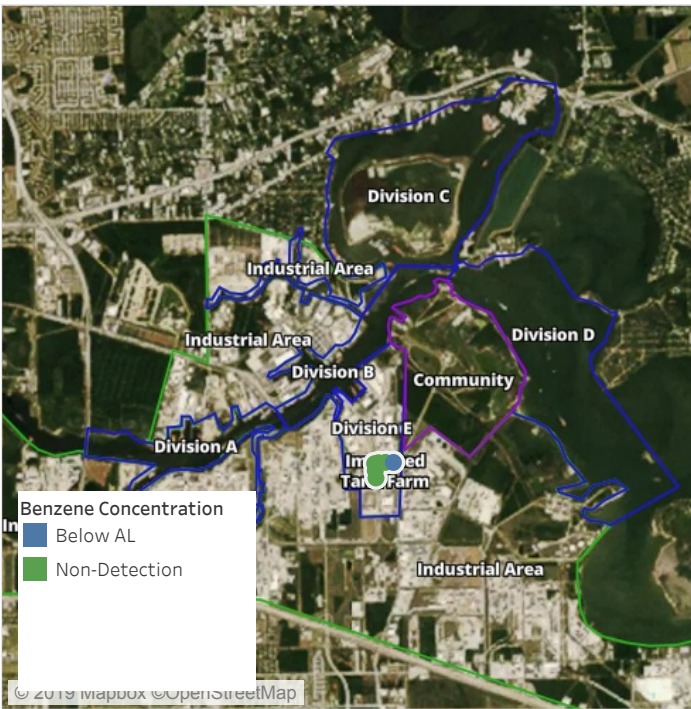 Division C
Industrial Area
Industrial Area
Division D
Division B
Community
Division E
Division A
Farm
In
Industrial Area
Benzene Concentration
Below AL
Non-Detection
© 2019 Mapbox ©OpenStreetMap